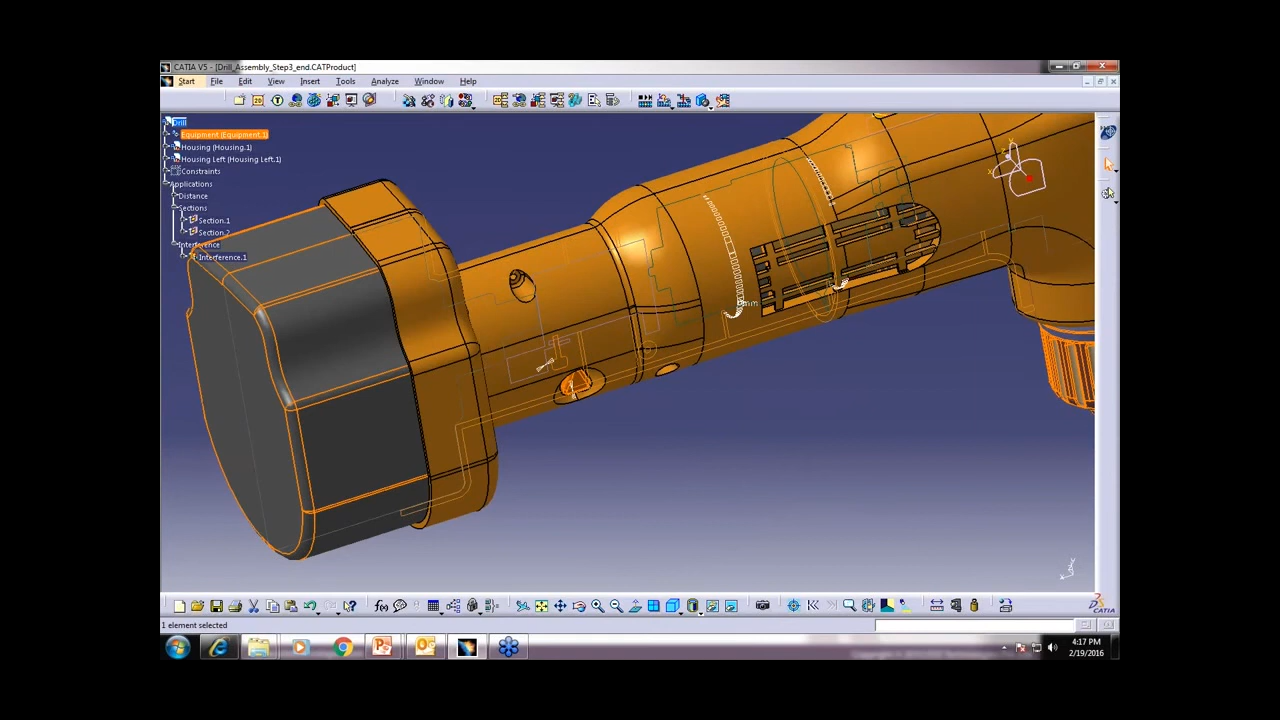 CATIA V5 - [Drill_Assembly_Step3_end.CATProduct]
Start File Edit View Insert Tools Analyze Window Help
Drill
Equipment (Equipment.1)
Housing (Housing.1)
Housing Left (Housing Left.1)
Constraints
Applications
Distance
Sections
Section.1
Section.2
Interference
Interference.1
1 element selected
CATIA
4:17 PM
2/19/2016